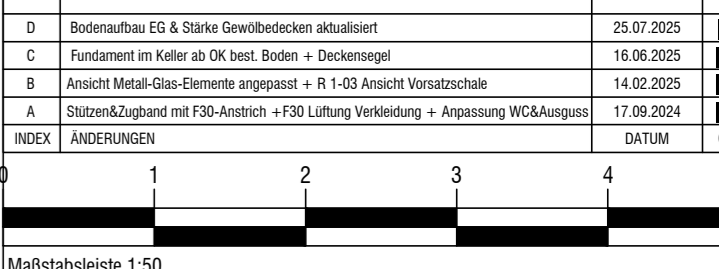 D Bodenaufbau EG & Stärke Gewölbedecken aktualisiert 25.07.2025
C Fundament im Keller ab OK best. Boden + Deckensegel 16.06.2025
B Ansicht Metall-Glas-Elemente angepasst + R 1-03 Ansicht Vorsatzschale 14.02.2025
A Stützen&Zugband mit F30-Anstrich +F30 Lüftung Verkleidung + Anpassung WC&Ausguss 17.09.2024
INDEX ÄNDERUNGEN DATUM
0 1 2 3 4
Maßstabsleiste 1:50